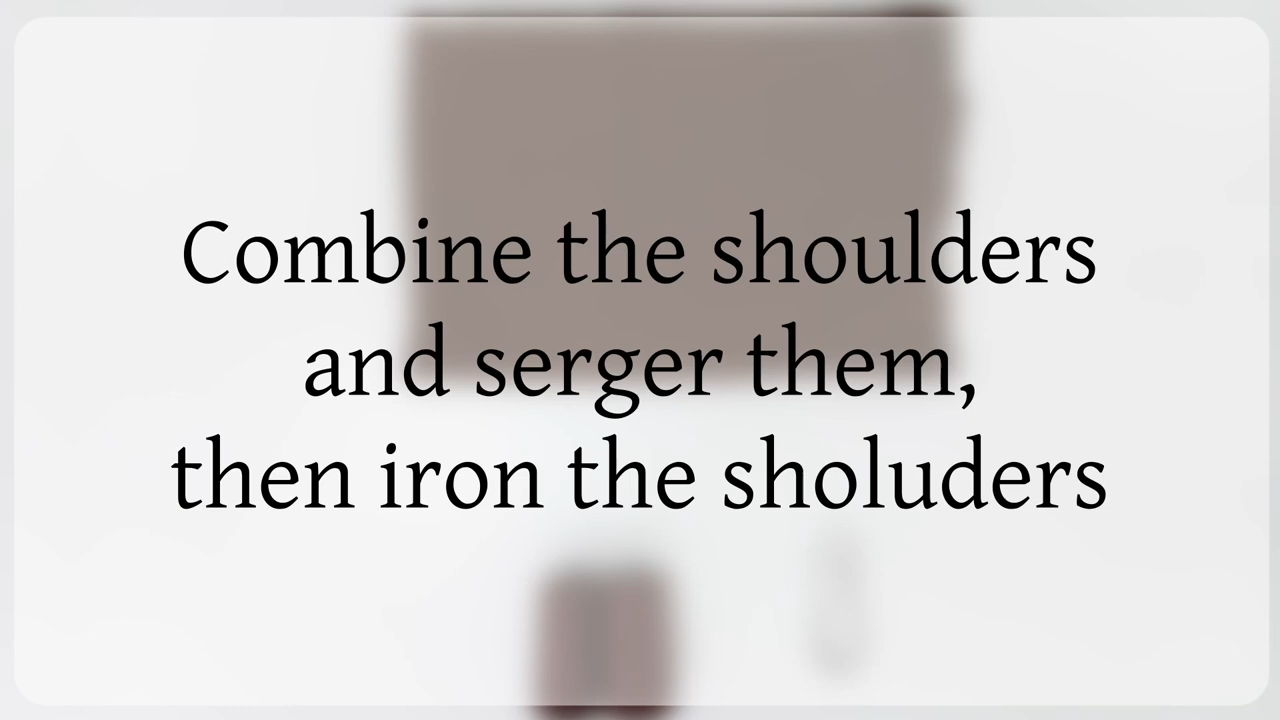 Combine the shoulders
and serger them,
then iron the sholuders